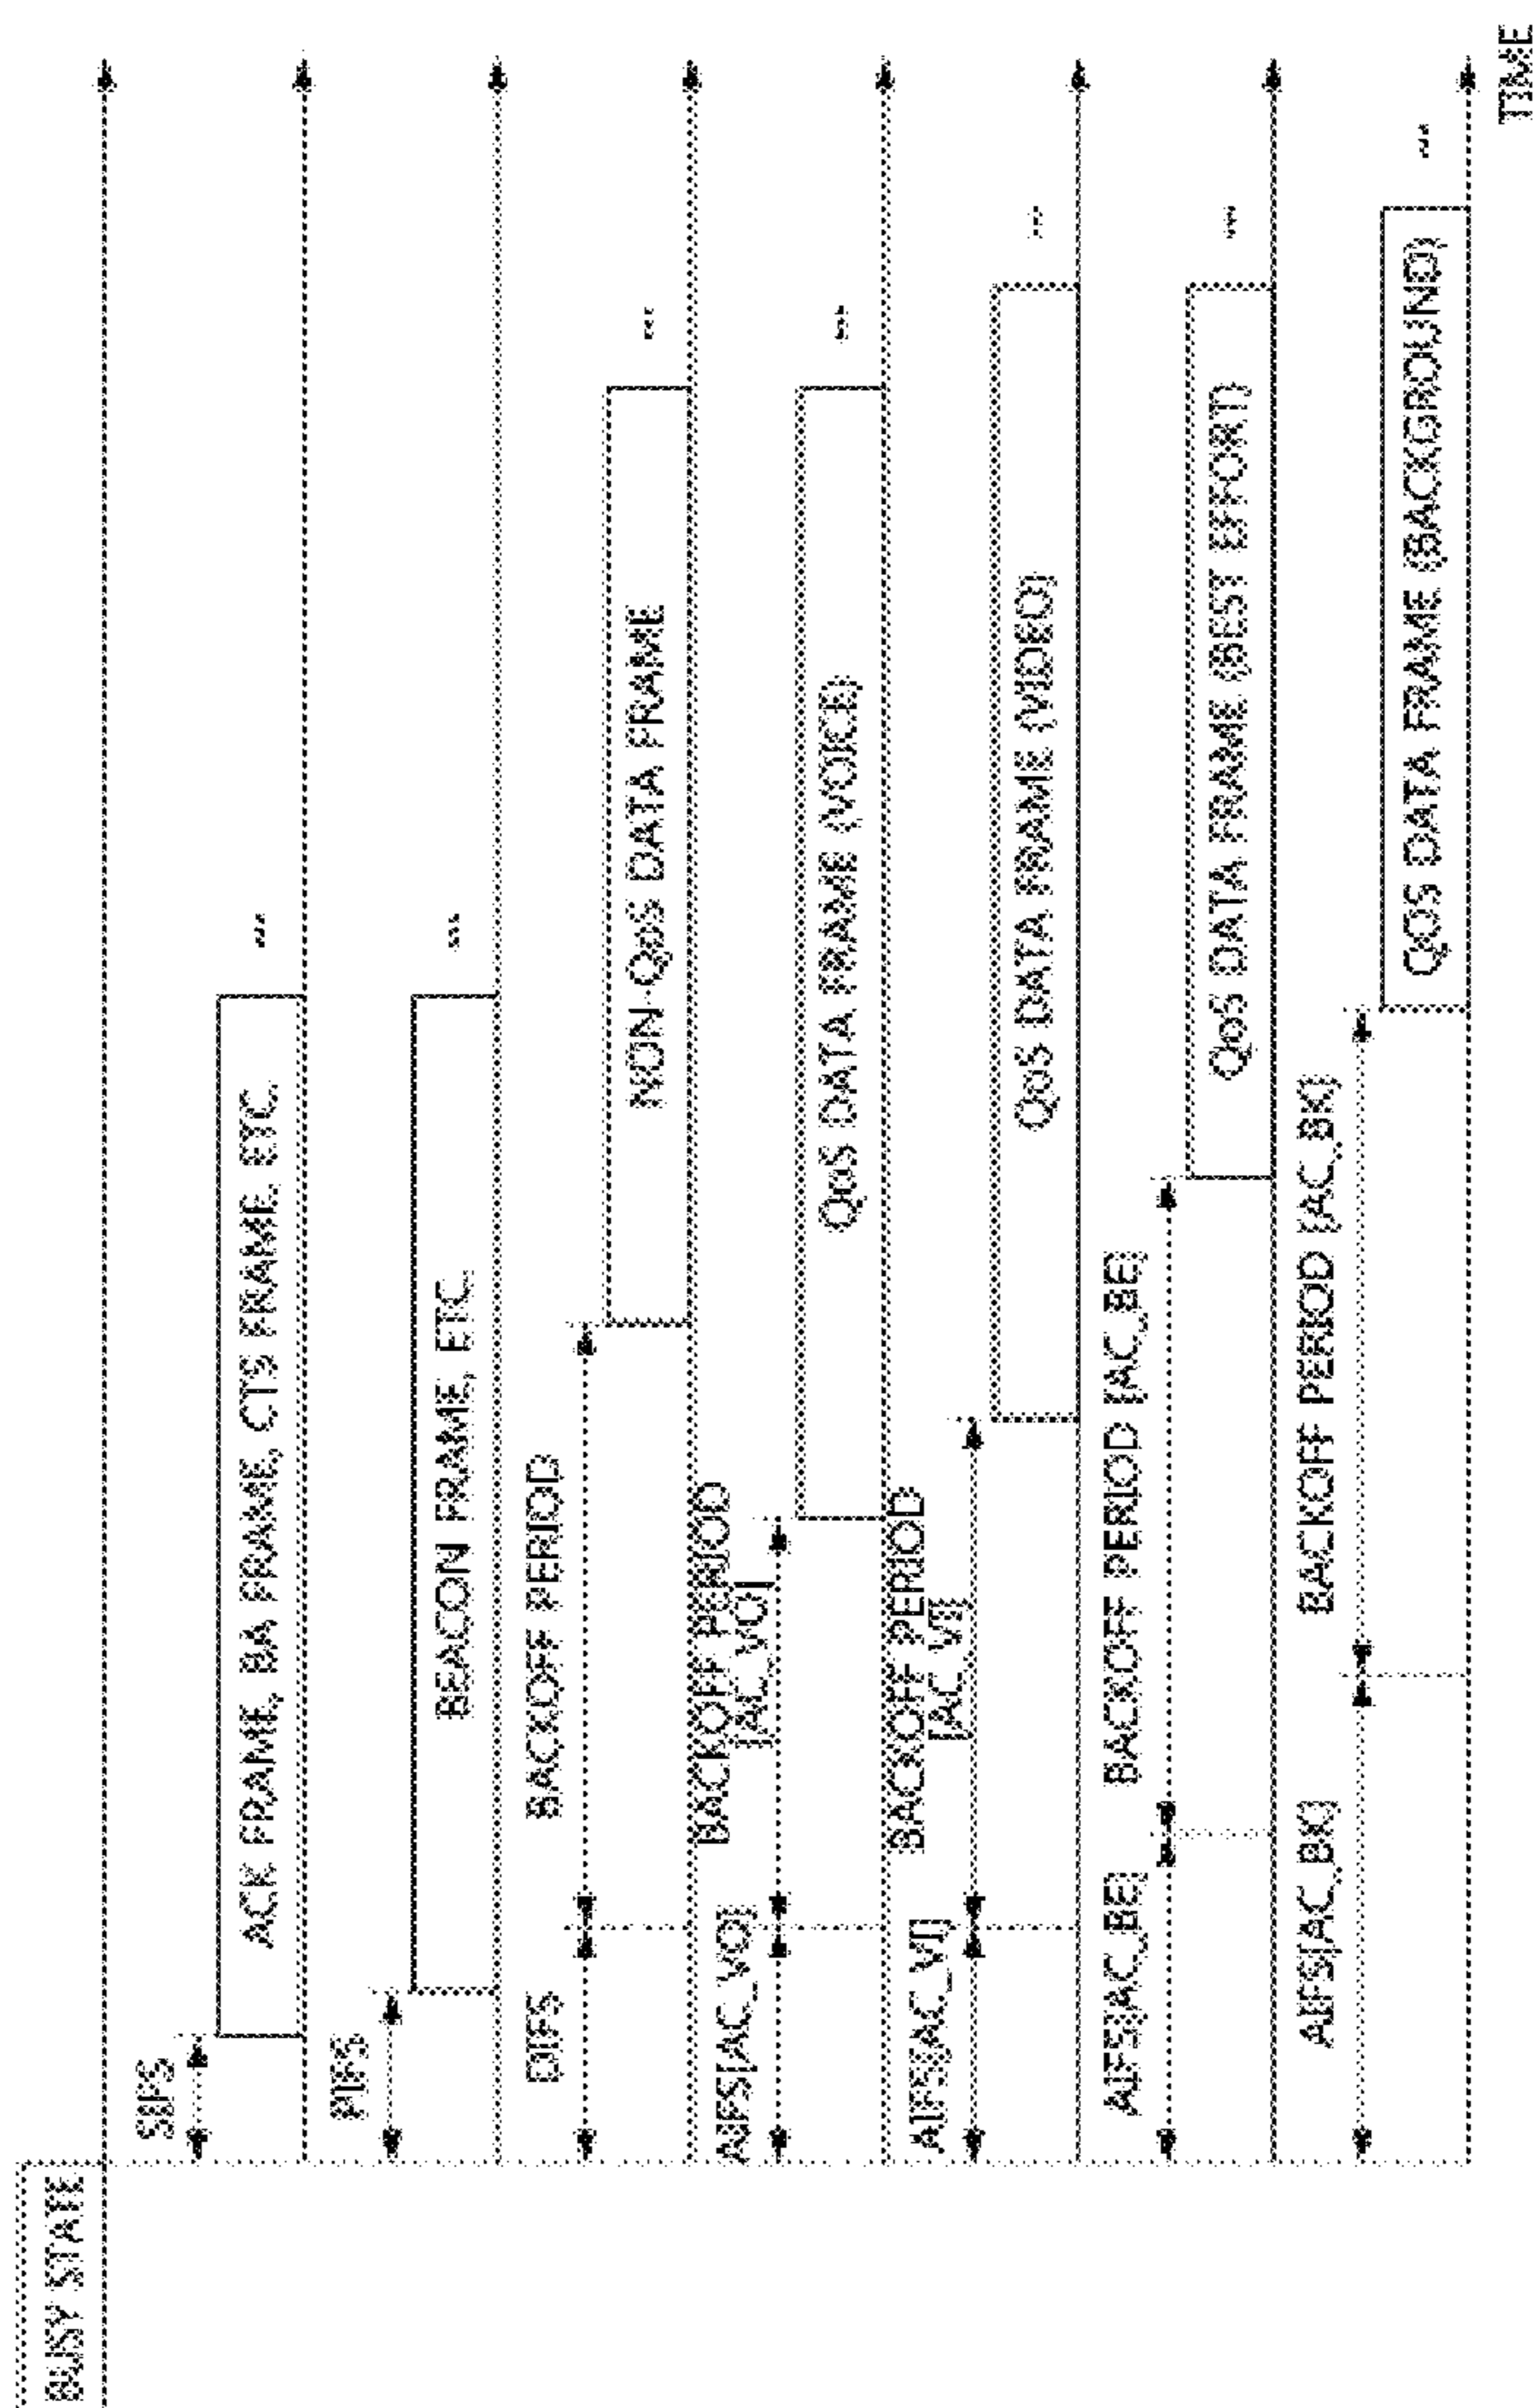 BUSY STATE
SIFS
ACK FRAME, BA FRAME, CTS FRAME, ETC.
PIFS
BEACON FRAME, ETC.
DIFS
BACKOFF PERIOD
NON-QoS DATA FRAME
AIFS[AC_VO]
BACKOFF PERIOD
[AC_VO]
QoS DATA FRAME (VOICE)
AIFS[AC_VI]
BACKOFF PERIOD
[AC_VI]
QoS DATA FRAME (VIDEO)
AIFS[AC_BE]
BACKOFF PERIOD [AC_BE]
QoS DATA FRAME (BEST EFFORT)
AIFS[AC_BK]
BACKOFF PERIOD [AC_BK]
QOS DATA FRAME (BACKGROUND)
TIME